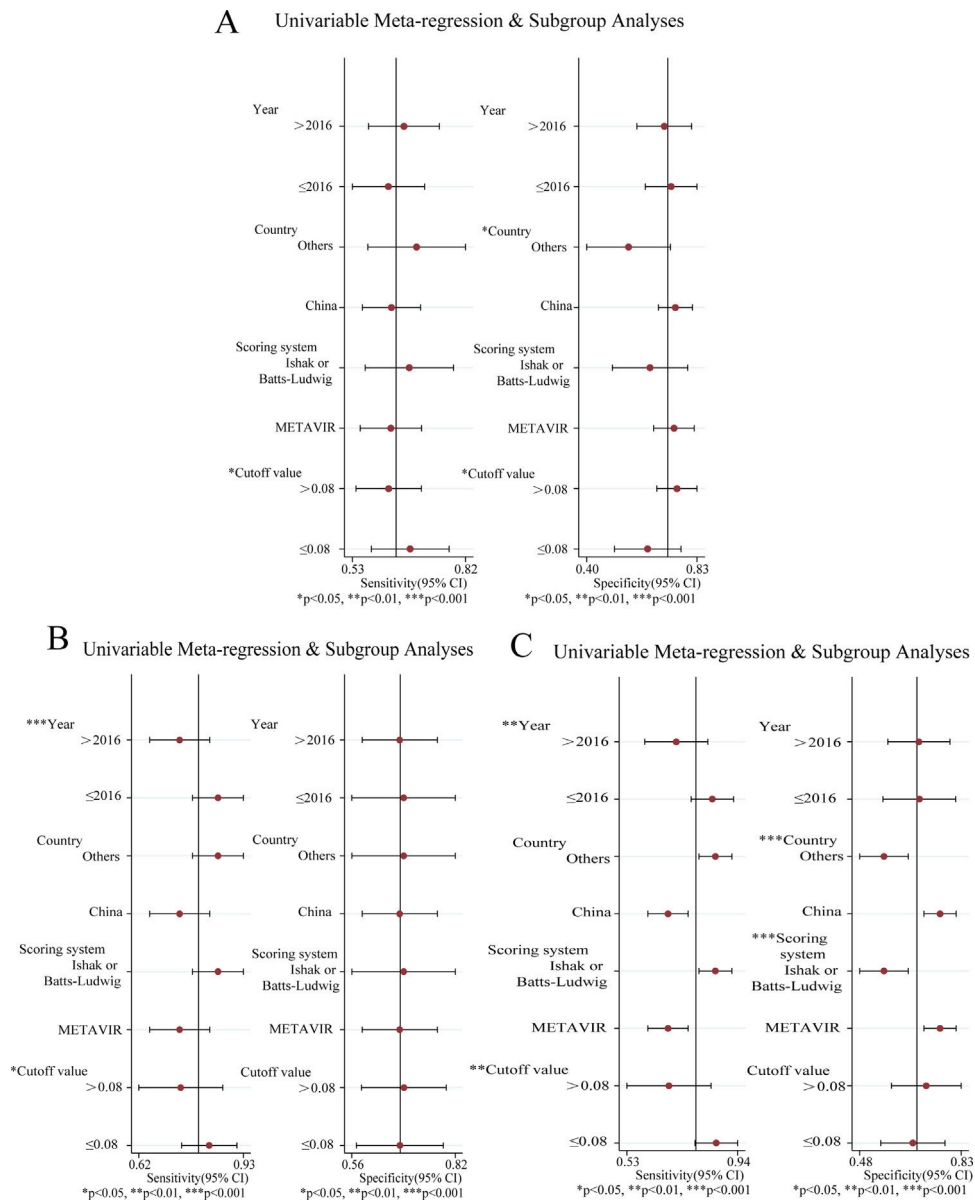 A
Univariable Meta-regression & Subgroup Analyses
Year
>2016
≤2016
Country
Others
China
Scoring system
Ishak or
Batts-Ludwig
METAVIR
*Cutoff value
>0.08
≤0.08
0.53 0.82
Sensitivity(95% CI)
*p<0.05, **p<0.01, ***p<0.001
Year
>2016
≤2016
*Country
Others
China
Scoring system
Ishak or
Batts-Ludwig
METAVIR
*Cutoff value
>0.08
≤0.08
0.40 0.83
Specificity(95% CI)
*p<0.05, **p<0.01, ***p<0.001
B
Univariable Meta-regression & Subgroup Analyses
***Year
>2016
≤2016
Country
Others
China
Scoring system
Ishak or
Batts-Ludwig
METAVIR
*Cutoff value
>0.08
≤0.08
0.62 0.93
Sensitivity(95% CI)
*p<0.05, **p<0.01, ***p<0.001
Year
>2016
≤2016
Country
Others
China
Scoring system
Ishak or
Batts-Ludwig
METAVIR
Cutoff value
>0.08
≤0.08
0.56 0.82
Specificity(95% CI)
*p<0.05, **p<0.01, ***p<0.001
C
Univariable Meta-regression & Subgroup Analyses
**Year
>2016
≤2016
Country
Others
China
Scoring system
Ishak or
Batts-Ludwig
METAVIR
**Cutoff value
>0.08
≤0.08
0.53 0.94
Sensitivity(95% CI)
*p<0.05, **p<0.01, ***p<0.001
Year
>2016
≤2016
***Country
Others
China
***Scoring
system
Ishak or
Batts-Ludwig
METAVIR
Cutoff value
>0.08
≤0.08
0.48 0.83
Specificity(95% CI)
*p<0.05, **p<0.01, ***p<0.001